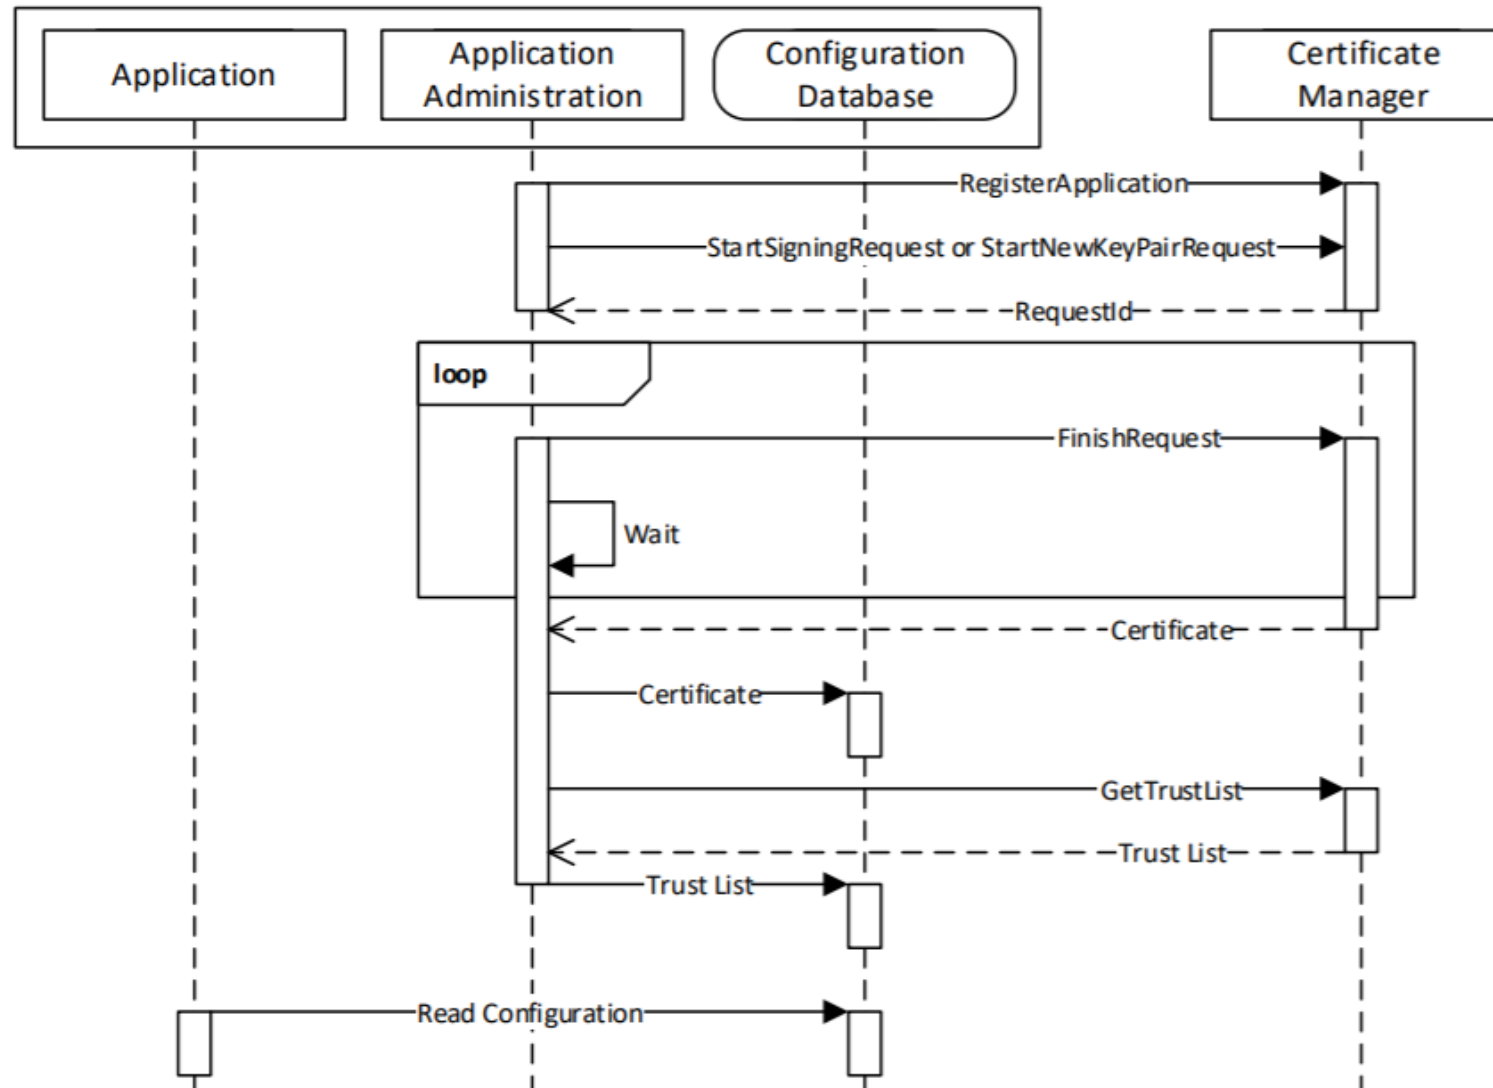 Application
Application
Administration
Configuration
Database
Certificate
Manager
RegisterApplication
StartSigningRequest or StartNewKeyPairRequest
RequestId
loop
FinishRequest
Wait
Certificate
Certificate
GetTrustList
Trust List
Trust List
Read Configuration